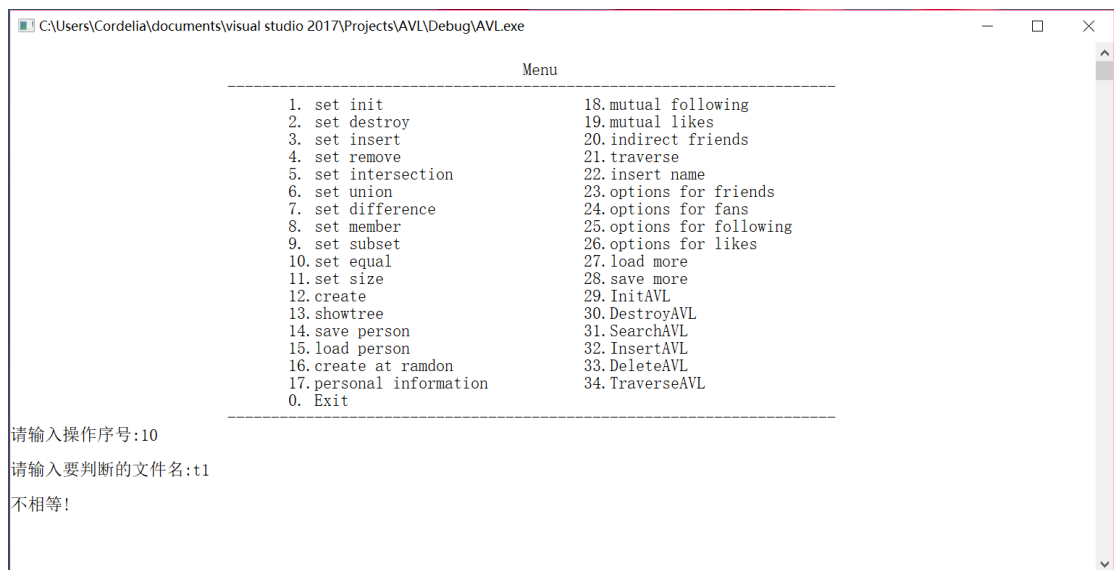 C:\Users\Cordelia\documents\visual studio 2017\Projects\AVL\Debug\AVL.exe
Menu
1. set init 18.mutual following
2. set destroy 19.mutual likes
3. set insert 20.indirect friends
4. set remove 21.traverse
5. set intersection 22.insert name
6. set union 23.options for friends
7. set difference 24.options for fans
8. set member 25.options for following
9. set subset 26.options for likes
10.set equal 27.load more
11.set size 28.save more
12.create 29.InitAVL
13.showtree 30.DestroyAVL
14.save person 31.SearchAVL
15.load person 32.InsertAVL
16.create at ramdon 33.DeleteAVL
17.personal information 34.TraverseAVL
0. Exit
请输入操作序号:10
请输入要判断的文件名:t1
不相等!